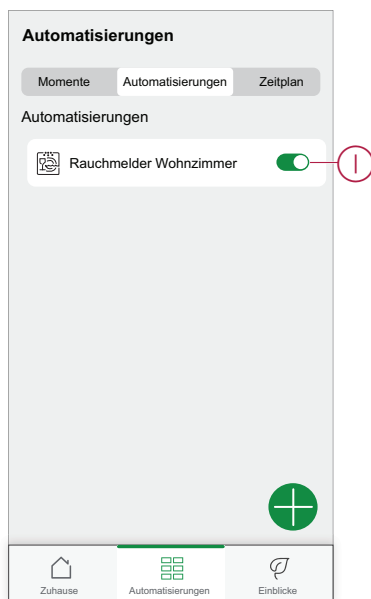 Automatisierungen
Momente Automatisierungen Zeitplan
Automatisierungen
Rauchmelder Wohnzimmer
I
Zuhause Automatisierungen Einblicke